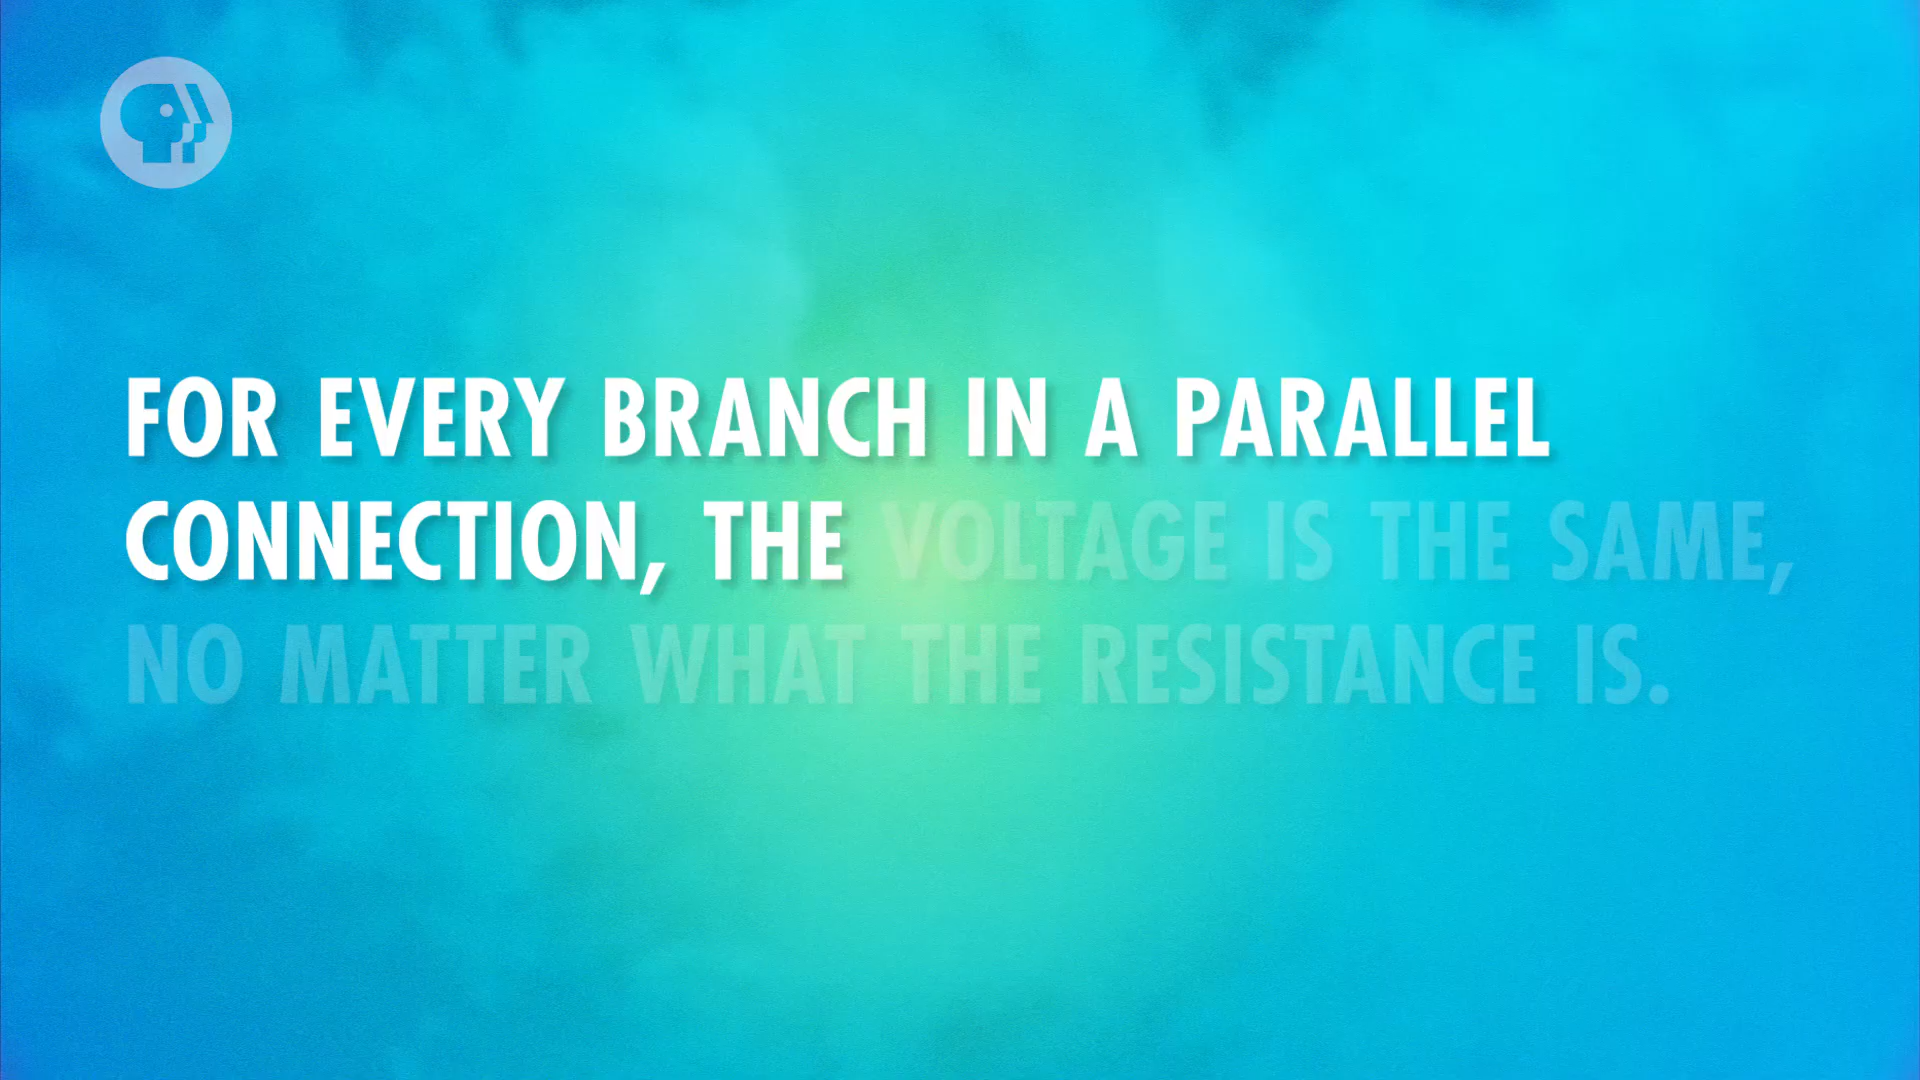 FOR EVERY BRANCH IN A PARALLEL
CONNECTION, THE VOLTAGE IS THE SAME,
NO MATTER WHAT THE RESISTANCE IS.